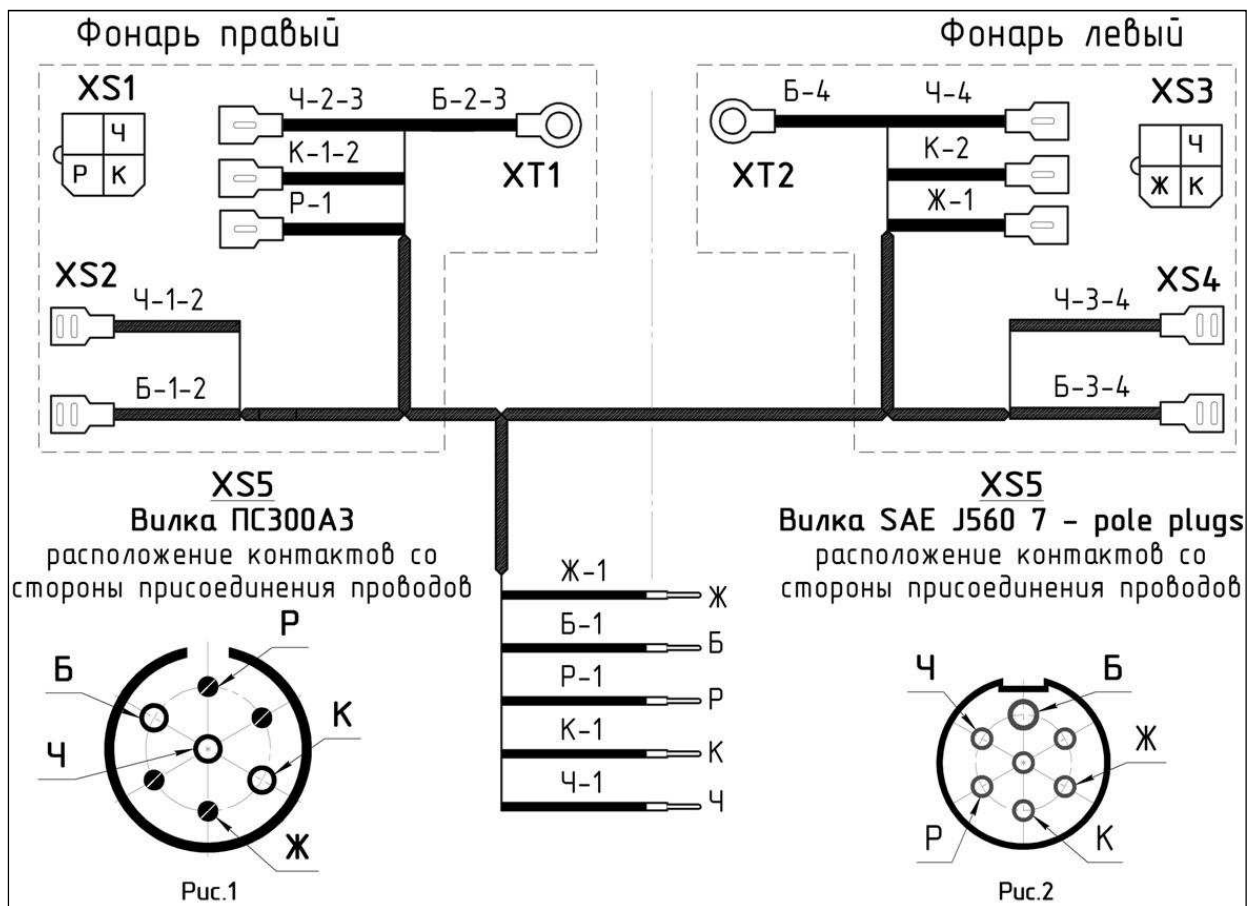 Фонарь правый
Фонарь левый
XS1
Ч
Р К
Ч-2-3
Б-2-3
К-1-2
Р-1
XT1
Б-4
Ч-4
К-2
Ж-1
XT2
XS3
Ч
Ж К
XS2
Ч-1-2
Б-1-2
XS4
Ч-3-4
Б-3-4
XS5
Вилка ПС300А3
расположение контактов со
стороны присоединения проводов
XS5
Вилка SAE J560 7 - pole plugs
расположение контактов со
стороны присоединения проводов
Ж-1
Ж
Б-1
Б
Р-1
Р
К-1
К
Ч-1
Ч
Р
Б
К
Ч
Ж
Рис.1
Ч
Б
Ж
Р
К
Рис.2